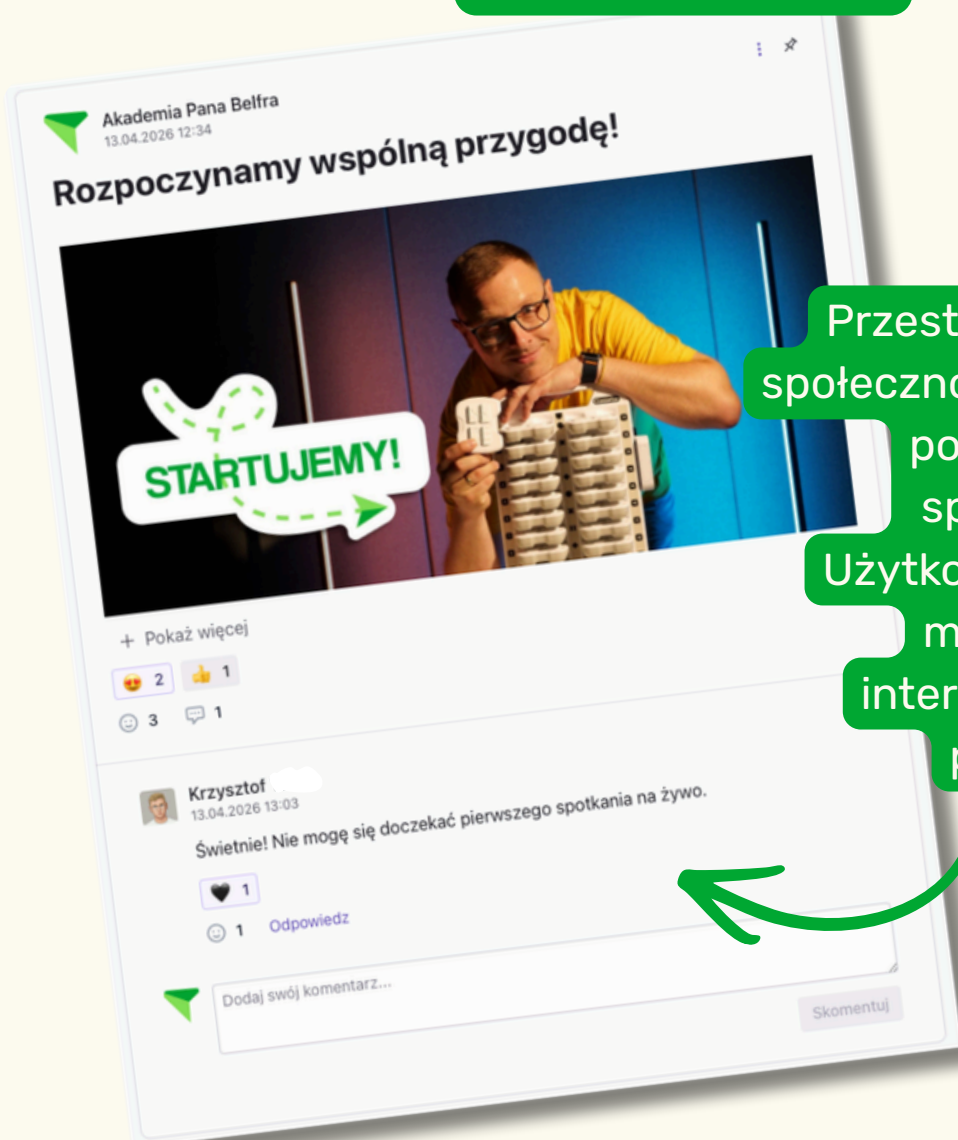 Akademia Pana Belfra
13.04.2026 12:34
Rozpoczynamy wspólną przygodę!
STARTUJEMY!
+ Pokaż więcej
2
1
3
1
Krzysztof
13.04.2026 13:03
Świetnie! Nie mogę się doczekać pierwszego spotkania na żywo.
1
1 Odpowiedz
Dodaj swój komentarz...
Skomentuj
Przest
społeczno
po
sp
Użytko
m
inter
p